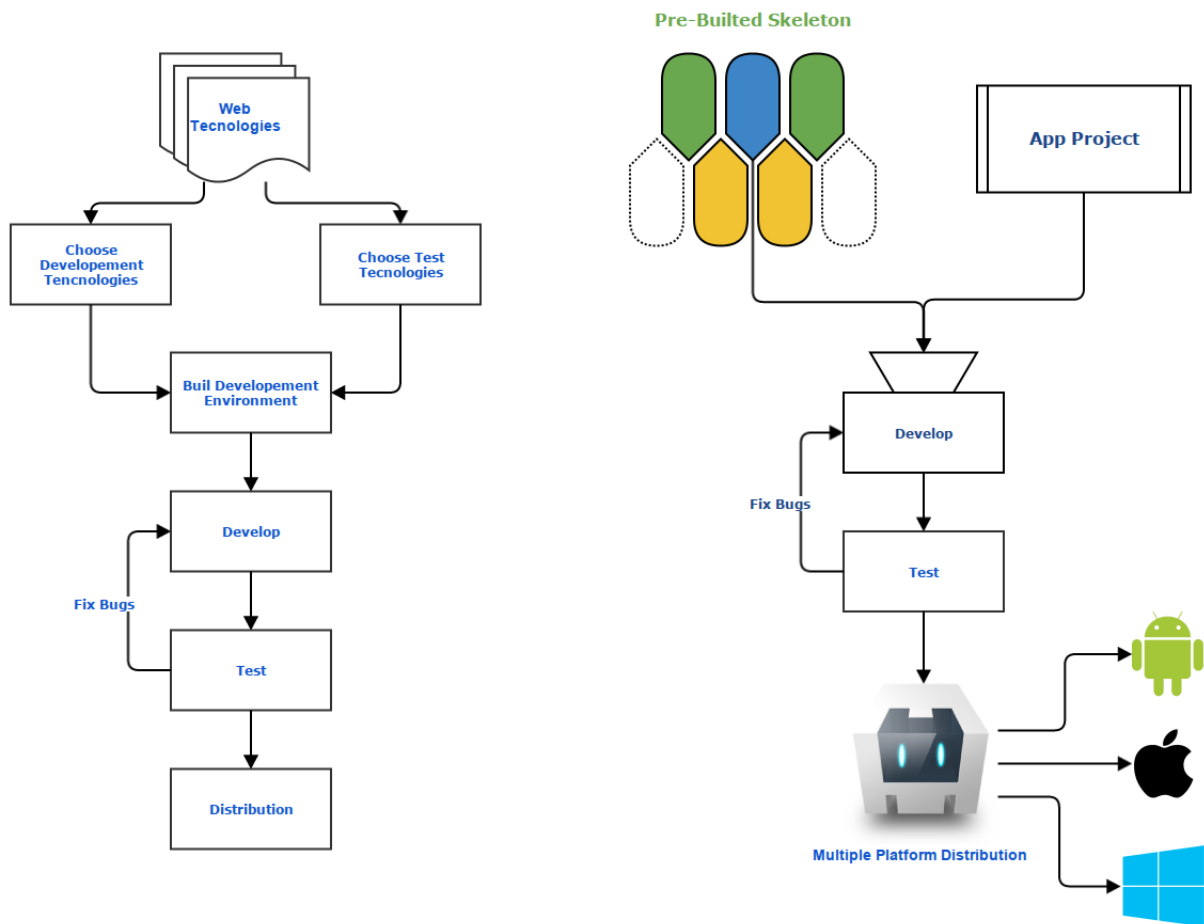 Web
Tecnologies
Choose
Developement
Tencnologies
Choose Test
Tecnologies
Buil Developement
Environment
Develop
Fix Bugs
Test
Distribution
Pre-Builted Skeleton
App Project
Develop
Fix Bugs
Test
Multiple Platform Distribution